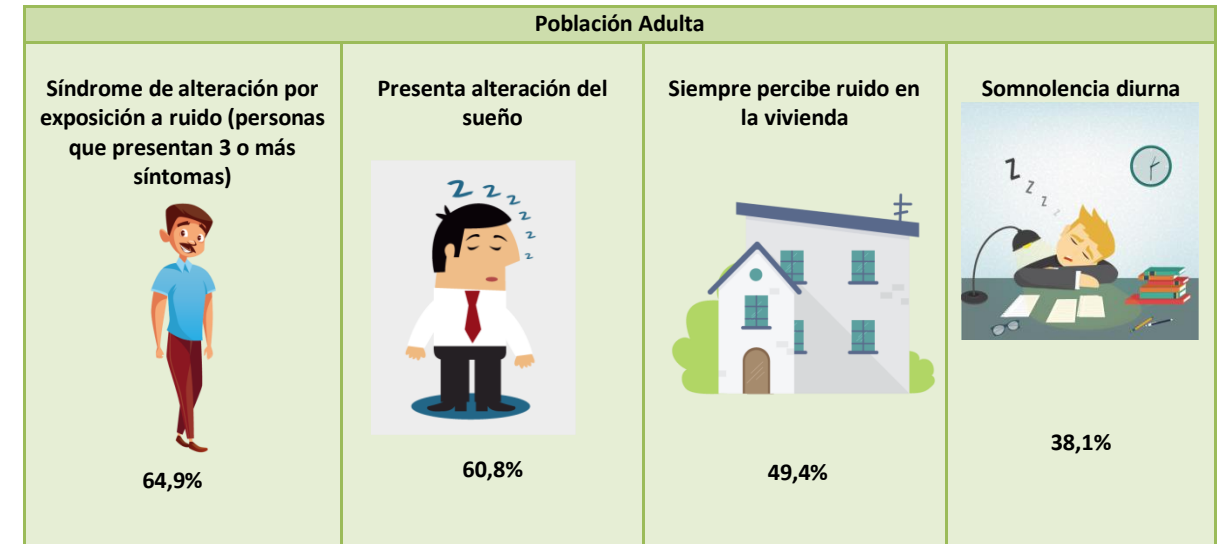 Población Adulta
Síndrome de alteración por
exposición a ruido (personas
que presentan 3 o más
síntomas)
64,9%
Presenta alteración del
sueño
Z Z Z Z Z Z
60,8%
Siempre percibe ruido en
la vivienda
49,4%
Somnolencia diurna
Z Z Z Z Z
38,1%